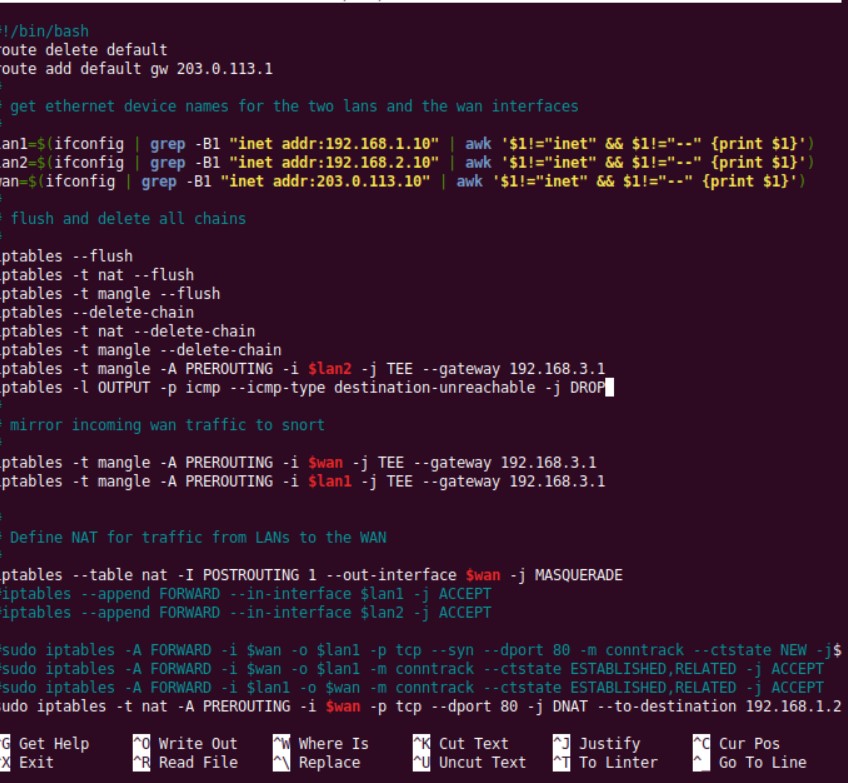 #!/bin/bash
route delete default
route add default gw 203.0.113.1
#
# get ethernet device names for the two lans and the wan interfaces
#
lan1=$(ifconfig | grep -B1 "inet addr:192.168.1.10" | awk '$1!="inet" && $1!="--" {print $1}')
lan2=$(ifconfig | grep -B1 "inet addr:192.168.2.10" | awk '$1!="inet" && $1!="--" {print $1}')
wan=$(ifconfig | grep -B1 "inet addr:203.0.113.10" | awk '$1!="inet" && $1!="--" {print $1}')
#
# flush and delete all chains
#
iptables --flush
iptables -t nat --flush
iptables -t mangle --flush
iptables --delete-chain
iptables -t nat --delete-chain
iptables -t mangle --delete-chain
iptables -t mangle -A PREROUTING -i $lan2 -j TEE --gateway 192.168.3.1
iptables -l OUTPUT -p icmp --icmp-type destination-unreachable -j DROP
#
# mirror incoming wan traffic to snort
#
iptables -t mangle -A PREROUTING -i $wan -j TEE --gateway 192.168.3.1
iptables -t mangle -A PREROUTING -i $lan1 -j TEE --gateway 192.168.3.1
#
# Define NAT for traffic from LANs to the WAN
#
iptables --table nat -I POSTROUTING 1 --out-interface $wan -j MASQUERADE
#iptables --append FORWARD --in-interface $lan1 -j ACCEPT
#iptables --append FORWARD --in-interface $lan2 -j ACCEPT
#sudo iptables -A FORWARD -i $wan -o $lan1 -p tcp --syn --dport 80 -m conntrack --ctstate NEW -j$
#sudo iptables -A FORWARD -i $wan -o $lan1 -m conntrack --ctstate ESTABLISHED,RELATED -j ACCEPT
#sudo iptables -A FORWARD -i $lan1 -o $wan -m conntrack --ctstate ESTABLISHED,RELATED -j ACCEPT
sudo iptables -t nat -A PREROUTING -i $wan -p tcp --dport 80 -j DNAT --to-destination 192.168.1.2
^G Get Help ^O Write Out ^W Where Is ^K Cut Text ^J Justify ^C Cur Pos
^X Exit ^R Read File ^\ Replace ^U Uncut Text ^T To Linter ^_ Go To Line